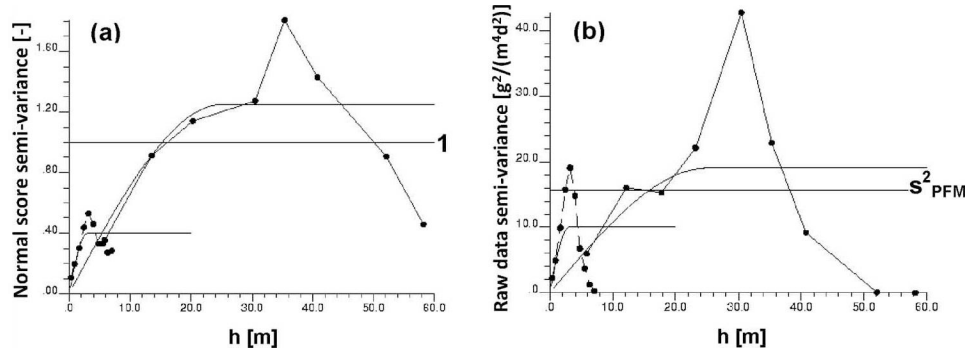 (a)
Normal score semi-variance [-]
1.60
1.20
.80
.40
.00
1
.0 10.0 20.0 30.0 40.0 50.0 60.0
h [m]
(b)
Raw data semi-variance [g²/(m⁴d²)]
40.0
30.0
20.0
10.0
0.
s²PFM
.0 10.0 20.0 30.0 40.0 50.0 60.0
h [m]